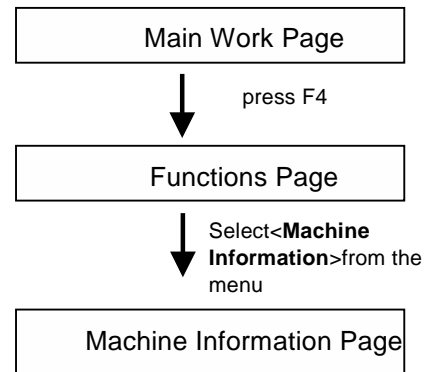 Main Work Page
press F4
Functions Page
Select<Machine
Information>from the
menu
Machine Information Page